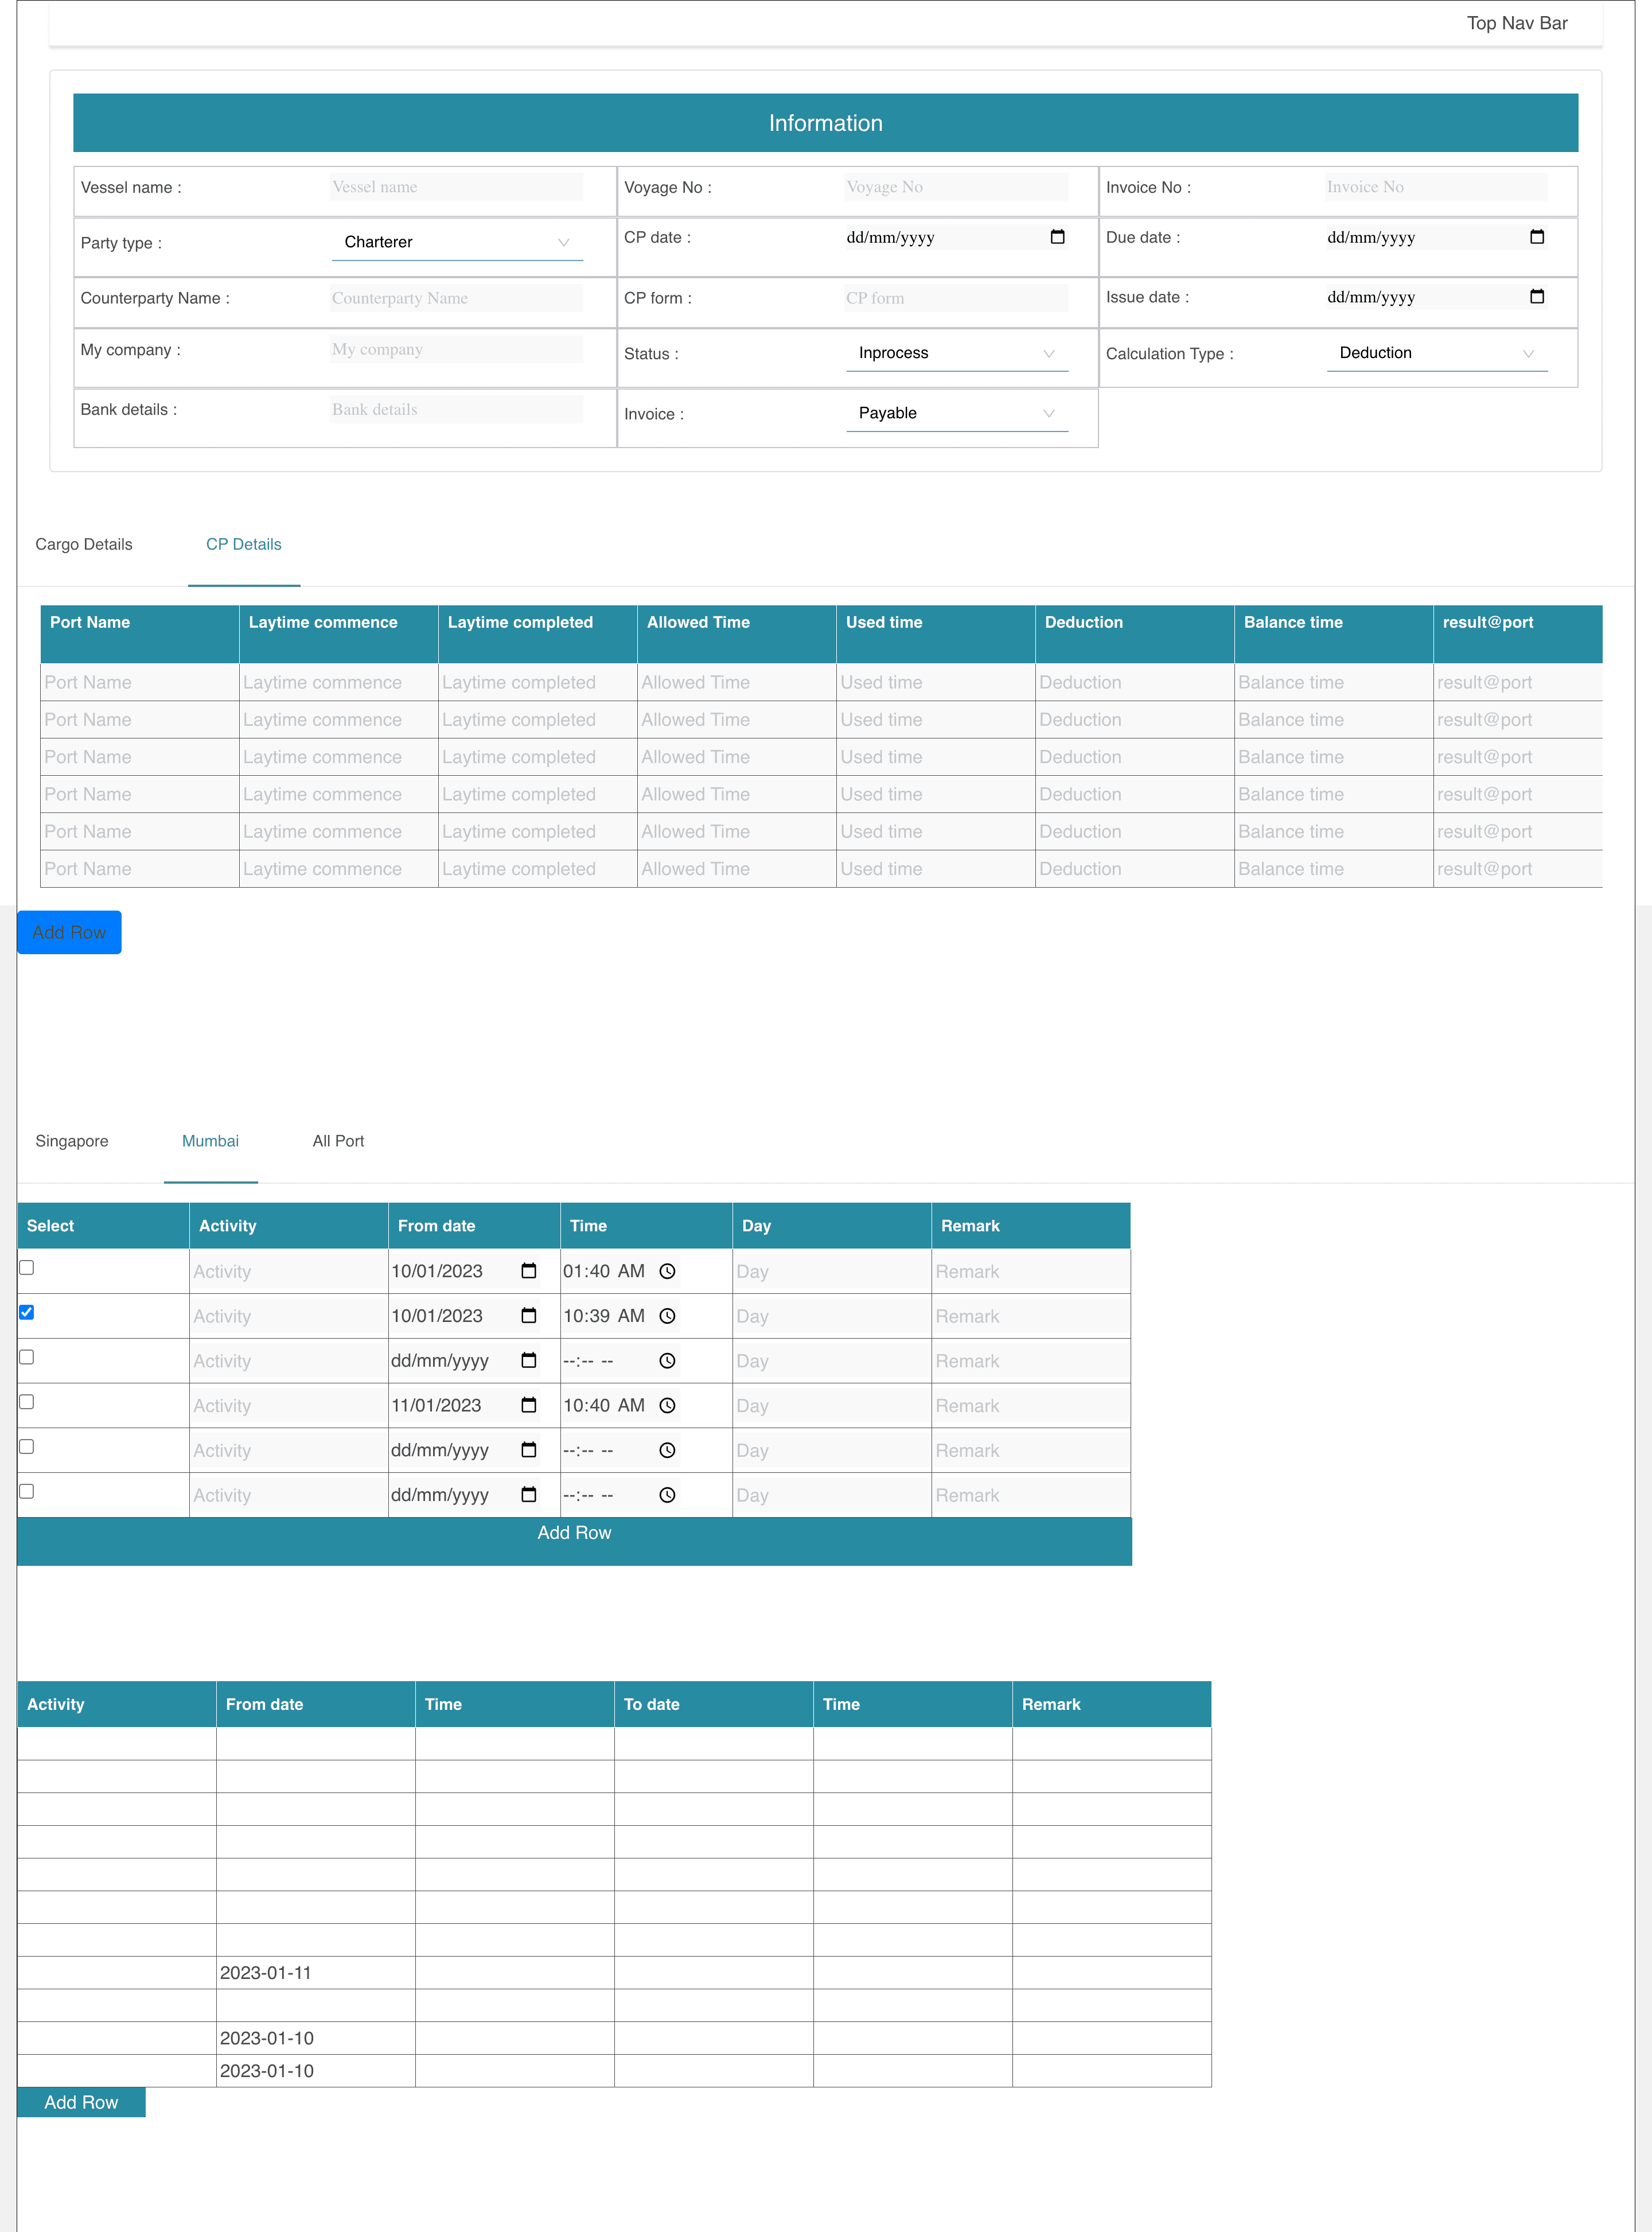 Top Nav Bar
Information
Vessel name : Vessel name Voyage No : Voyage No Invoice No : Invoice No
Party type : Charterer CP date : dd/mm/yyyy Due date : dd/mm/yyyy
Counterparty Name : Counterparty Name CP form : CP form Issue date : dd/mm/yyyy
My company : My company Status : Inprocess Calculation Type : Deduction
Bank details : Bank details Invoice : Payable
Cargo Details CP Details
Port Name Laytime commence Laytime completed Allowed Time Used time Deduction Balance time result@port
Port Name Laytime commence Laytime completed Allowed Time Used time Deduction Balance time result@port
Port Name Laytime commence Laytime completed Allowed Time Used time Deduction Balance time result@port
Port Name Laytime commence Laytime completed Allowed Time Used time Deduction Balance time result@port
Port Name Laytime commence Laytime completed Allowed Time Used time Deduction Balance time result@port
Port Name Laytime commence Laytime completed Allowed Time Used time Deduction Balance time result@port
Port Name Laytime commence Laytime completed Allowed Time Used time Deduction Balance time result@port
Add Row
Singapore Mumbai All Port
Select Activity From date Time Day Remark
Activity 10/01/2023 01:40 AM Day Remark
Activity 10/01/2023 10:39 AM Day Remark
Activity dd/mm/yyyy --:-- -- Day Remark
Activity 11/01/2023 10:40 AM Day Remark
Activity dd/mm/yyyy --:-- -- Day Remark
Activity dd/mm/yyyy --:-- -- Day Remark
Add Row
Activity From date Time To date Time Remark
2023-01-11
2023-01-10
2023-01-10
Add Row